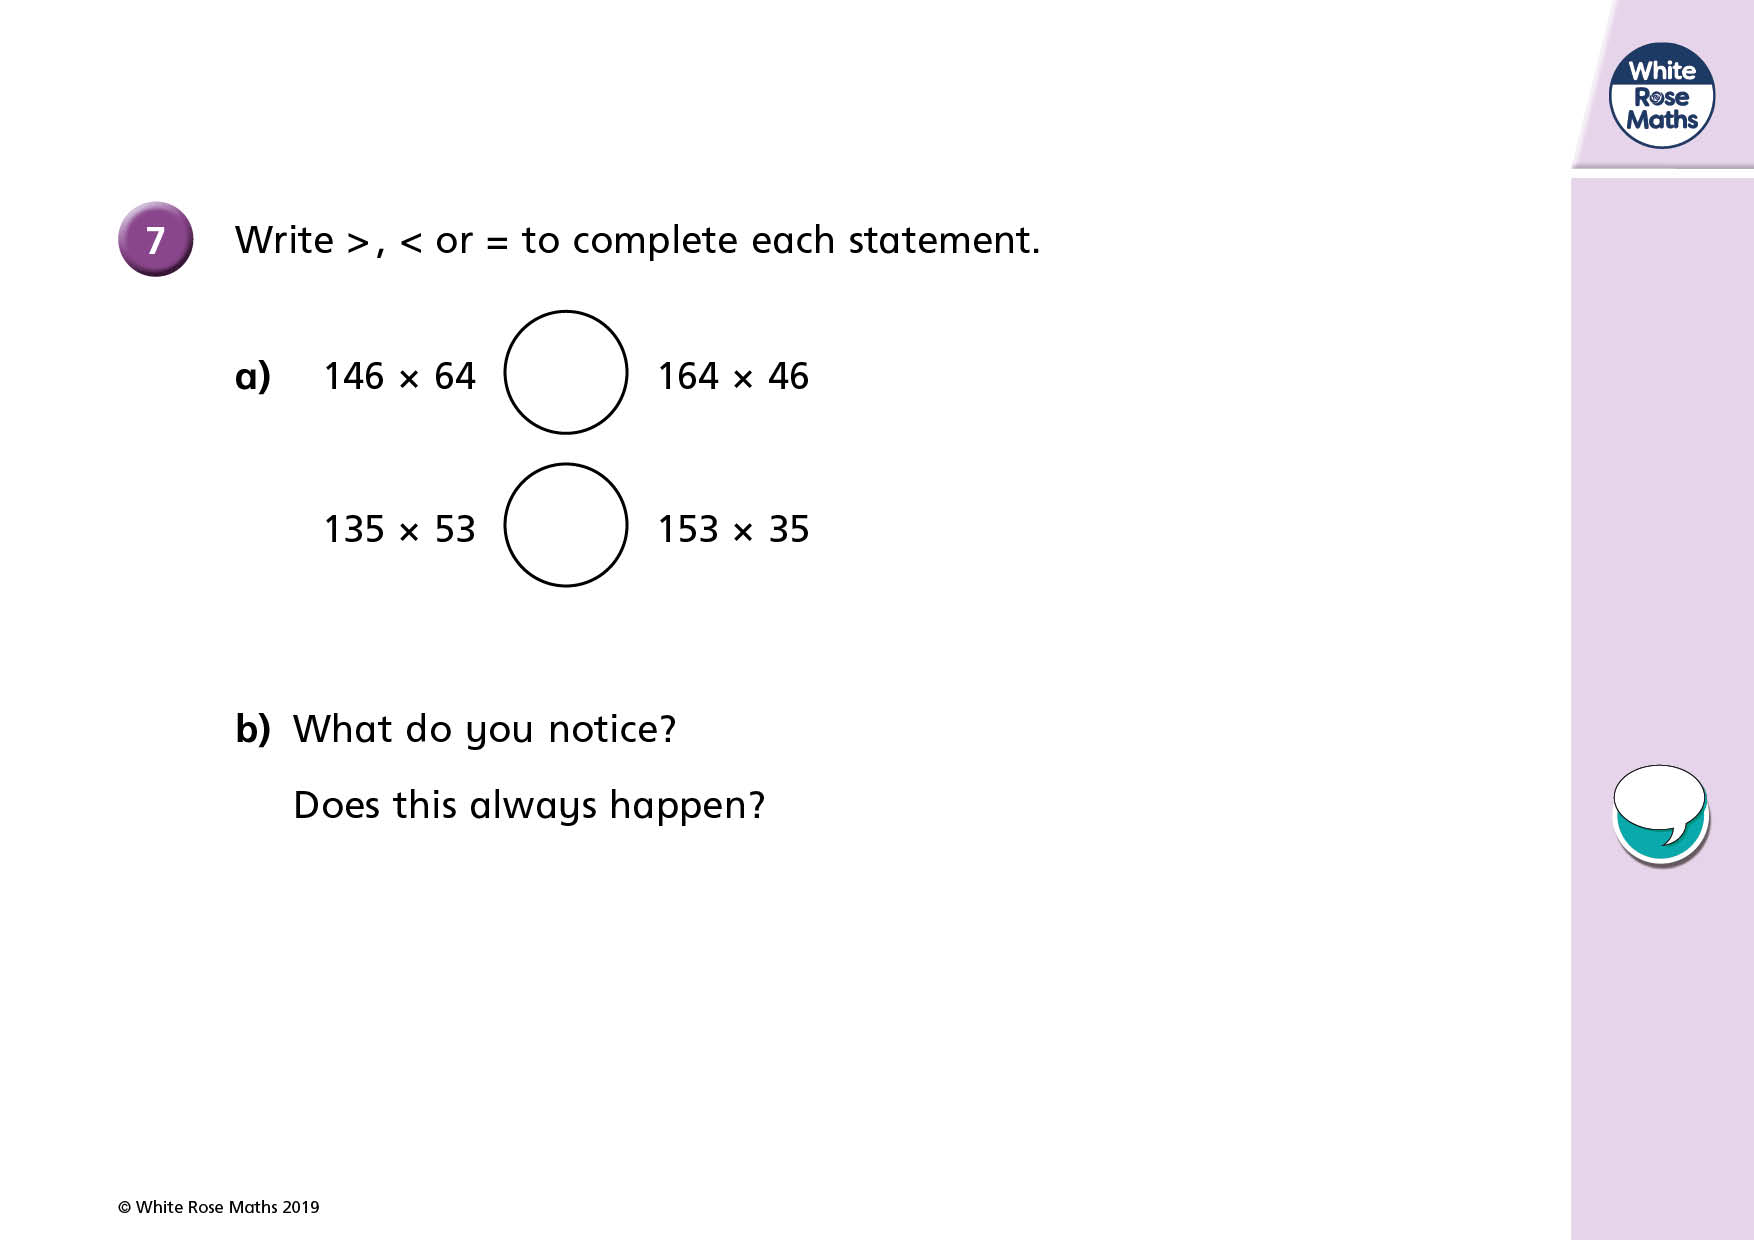 White
Rose
Maths
7 Write >, < or = to complete each statement.
a) 146 × 64 164 × 46
135 × 53 153 × 35
b) What do you notice?
Does this always happen?
© White Rose Maths 2019